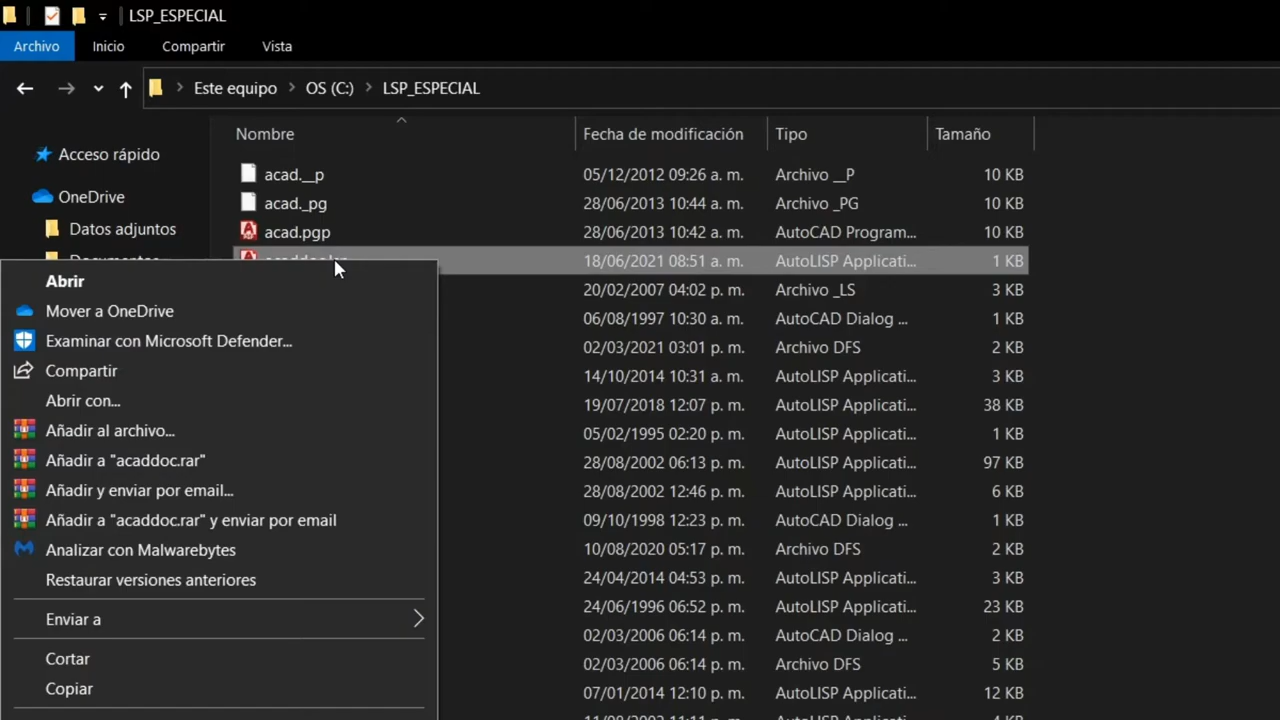 LSP_ESPECIAL
Archivo Inicio Compartir Vista
Este equipo OS (C:) LSP_ESPECIAL
Nombre Fecha de modificación Tipo Tamaño
Acceso rápido
OneDrive
Datos adjuntos
acad.__p 05/12/2012 09:26 a. m. Archivo __P 10 KB
acad._pg 28/06/2013 10:44 a. m. Archivo _PG 10 KB
acad.pgp 28/06/2013 10:42 a. m. AutoCAD Program... 10 KB
18/06/2021 08:51 a. m. AutoLISP Applicati... 1 KB
20/02/2007 04:02 p. m. Archivo _LS 3 KB
06/08/1997 10:30 a. m. AutoCAD Dialog ... 1 KB
02/03/2021 03:01 p. m. Archivo DFS 2 KB
14/10/2014 10:31 a. m. AutoLISP Applicati... 3 KB
19/07/2018 12:07 p. m. AutoLISP Applicati... 38 KB
05/02/1995 02:20 p. m. AutoLISP Applicati... 1 KB
28/08/2002 06:13 p. m. AutoLISP Applicati... 97 KB
28/08/2002 12:46 p. m. AutoLISP Applicati... 6 KB
09/10/1998 12:23 p. m. AutoCAD Dialog ... 1 KB
10/08/2020 05:17 p. m. Archivo DFS 2 KB
24/04/2014 04:53 p. m. AutoLISP Applicati... 3 KB
24/06/1996 06:52 p. m. AutoLISP Applicati... 23 KB
02/03/2006 06:14 p. m. AutoCAD Dialog ... 2 KB
02/03/2006 06:14 p. m. Archivo DFS 5 KB
07/01/2014 12:10 p. m. AutoLISP Applicati... 12 KB
Abrir
Mover a OneDrive
Examinar con Microsoft Defender...
Compartir
Abrir con...
Añadir al archivo...
Añadir a "acaddoc.rar"
Añadir y enviar por email...
Añadir a "acaddoc.rar" y enviar por email
Analizar con Malwarebytes
Restaurar versiones anteriores
Enviar a
Cortar
Copiar